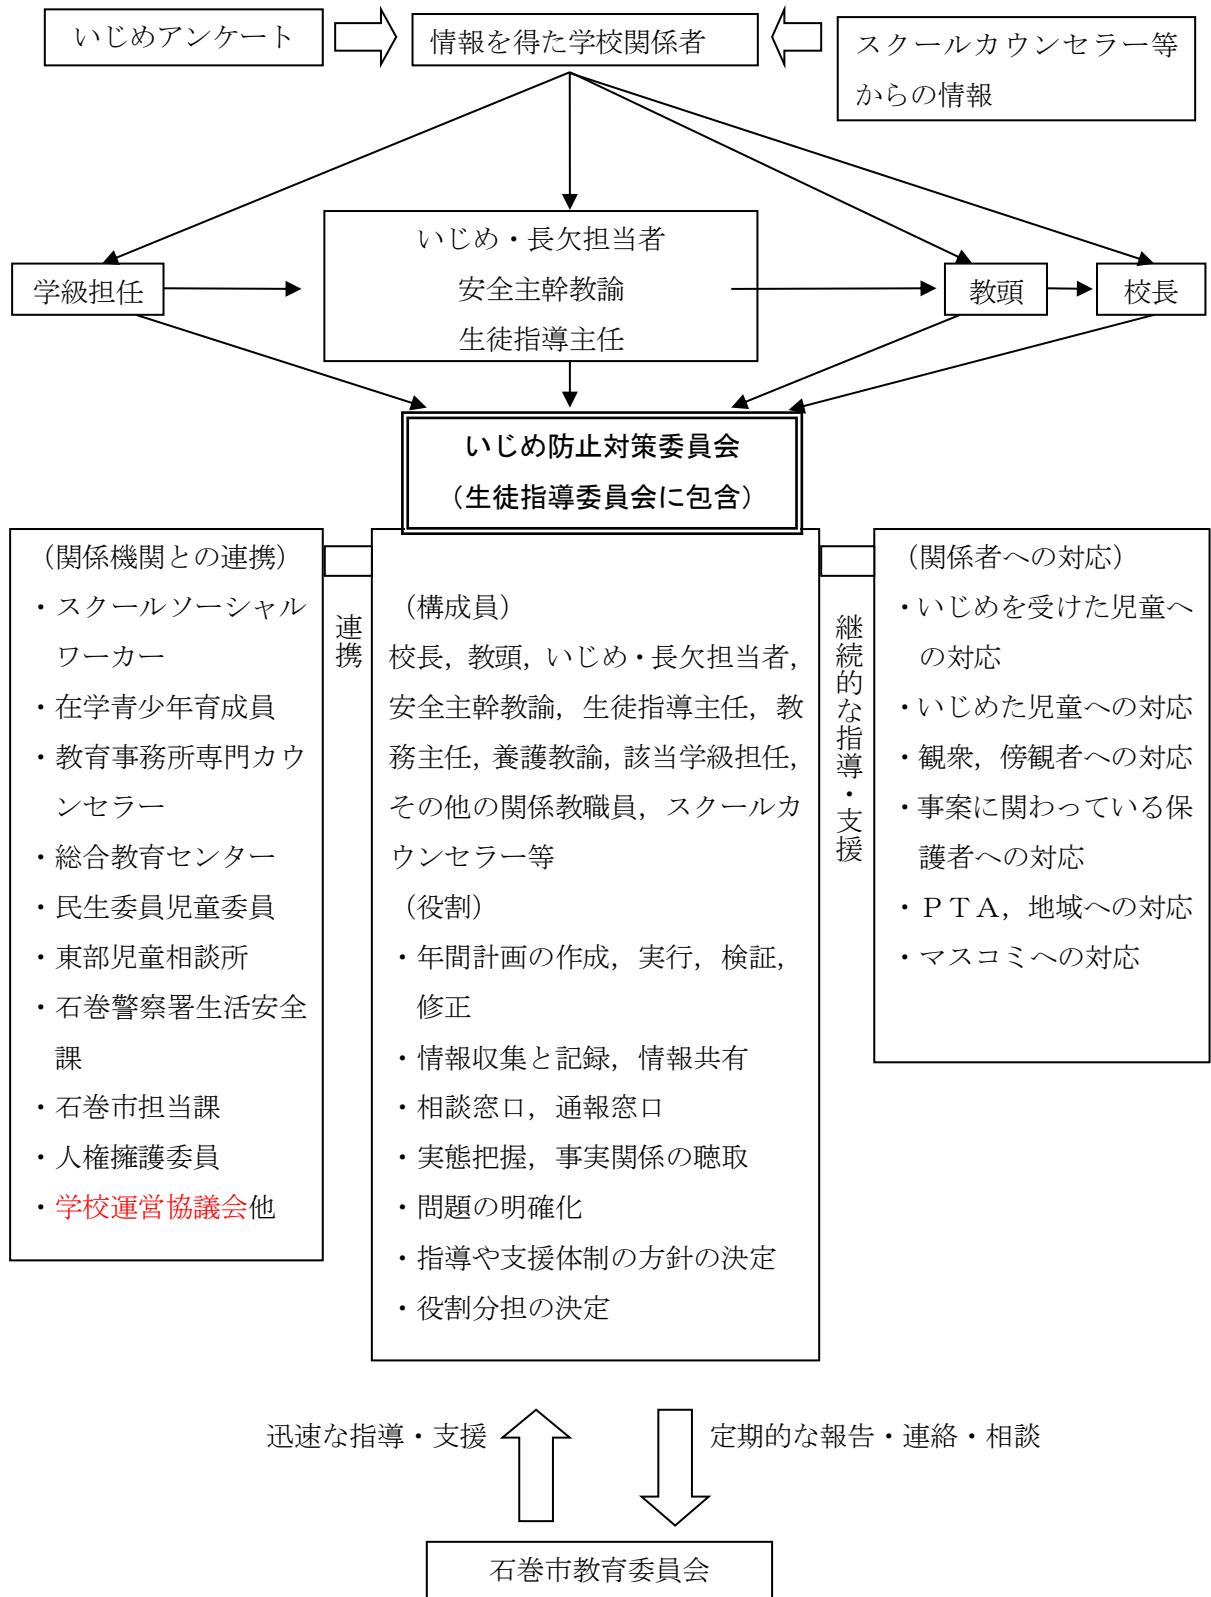 いじめアンケート
情報を得た学校関係者
スクールカウンセラー等
からの情報
学級担任
いじめ・長欠担当者
安全主幹教諭
生徒指導主任
教頭
校長
いじめ防止対策委員会
（生徒指導委員会に包含）
（関係機関との連携）
・スクールソーシャル
ワーカー
・在学青少年育成員
・教育事務所専門カウ
ンセラー
・総合教育センター
・民生委員児童委員
・東部児童相談所
・石巻警察署生活安全
課
・石巻市担当課
・人権擁護委員
・学校運営協議会他
連携
（構成員）
校長，教頭，いじめ・長欠担当者，
安全主幹教諭，生徒指導主任，教
務主任，養護教諭，該当学級担任，
その他の関係教職員，スクールカ
ウンセラー等
（役割）
・年間計画の作成，実行，検証，
修正
・情報収集と記録，情報共有
・相談窓口，通報窓口
・実態把握，事実関係の聴取
・問題の明確化
・指導や支援体制の方針の決定
・役割分担の決定
継続的な指導・支援
（関係者への対応）
・いじめを受けた児童へ
の対応
・いじめた児童への対応
・観衆，傍観者への対応
・事案に関わっている保
護者への対応
・ＰＴＡ，地域への対応
・マスコミへの対応
迅速な指導・支援
定期的な報告・連絡・相談
石巻市教育委員会